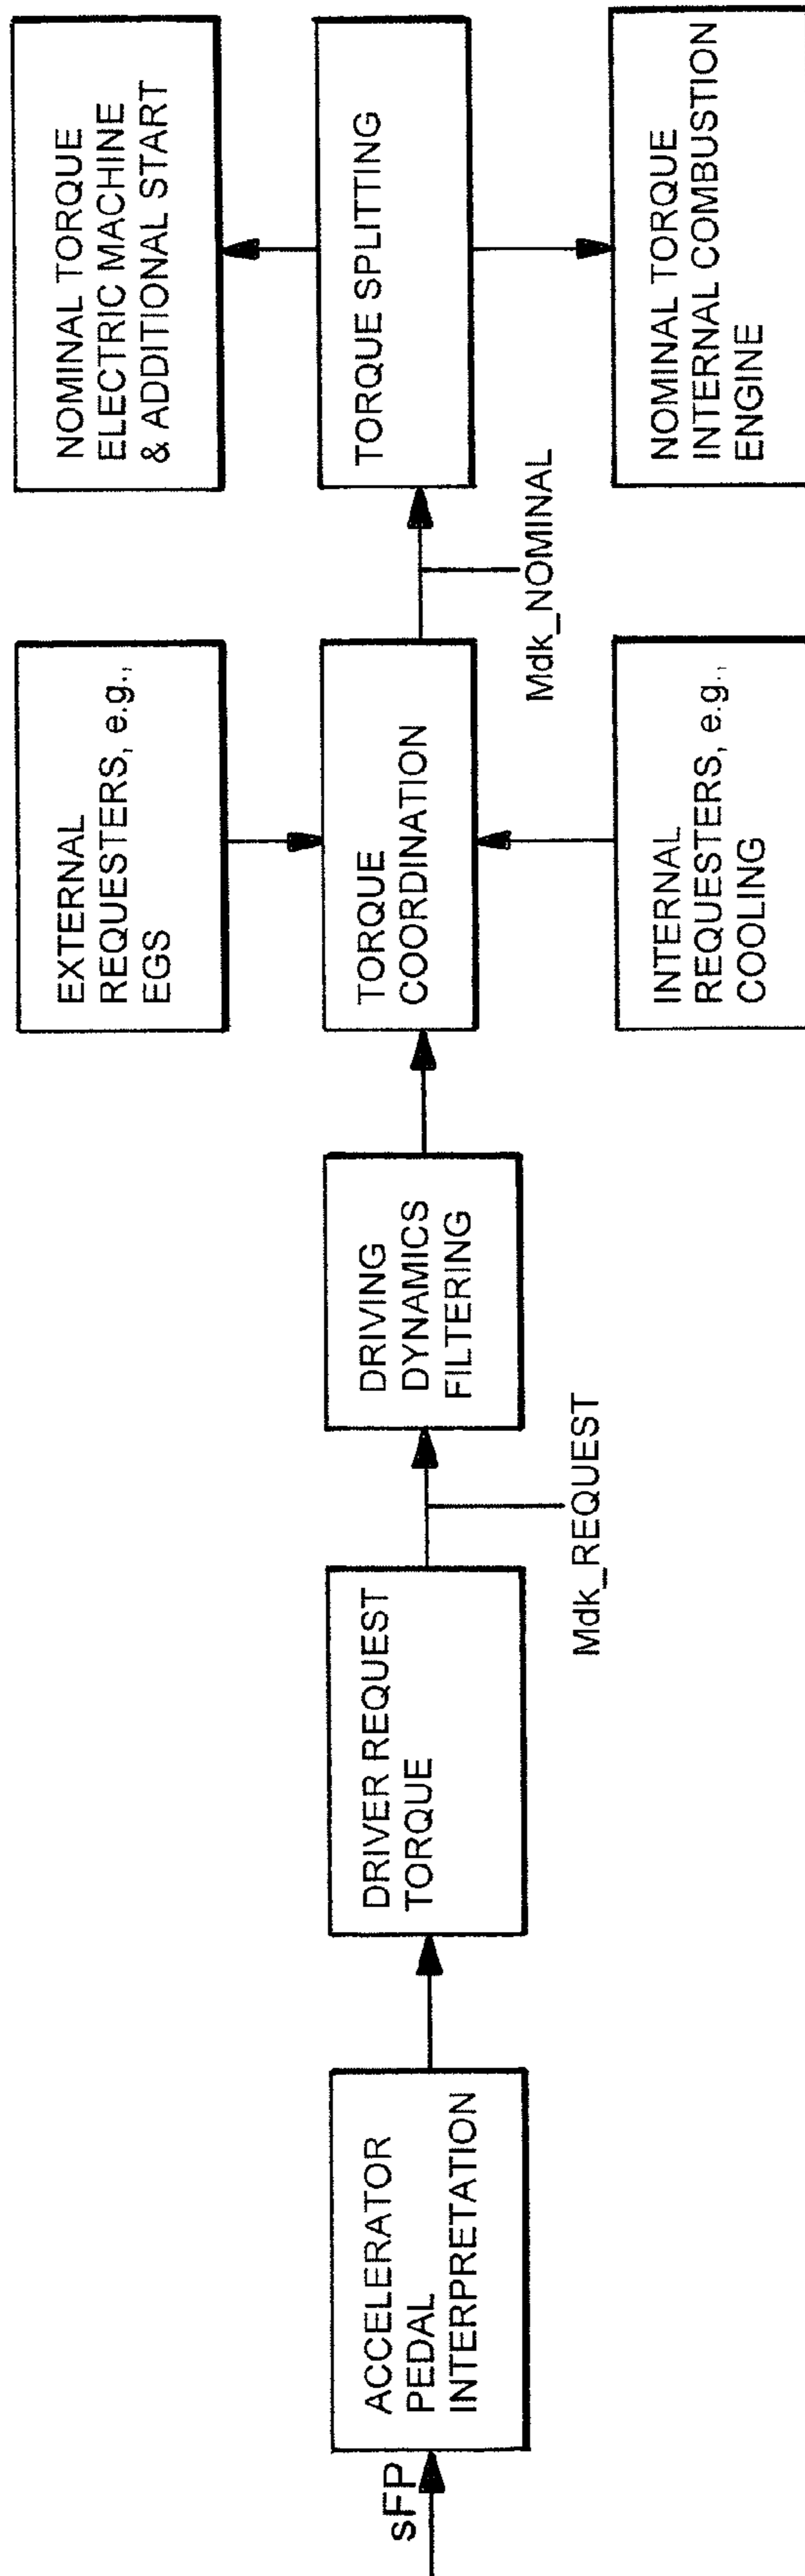 sFP
ACCELERATOR
PEDAL
INTERPRETATION
DRIVER REQUEST
TORQUE
Mdk_REQUEST
DRIVING
DYNAMICS
FILTERING
EXTERNAL
REQUESTERS, e.g.,
EGS
TORQUE
COORDINATION
INTERNAL
REQUESTERS, e.g.,
COOLING
Mdk_NOMINAL
NOMINAL TORQUE
ELECTRIC MACHINE
& ADDITIONAL START
TORQUE SPLITTING
NOMINAL TORQUE
INTERNAL COMBUSTION
ENGINE